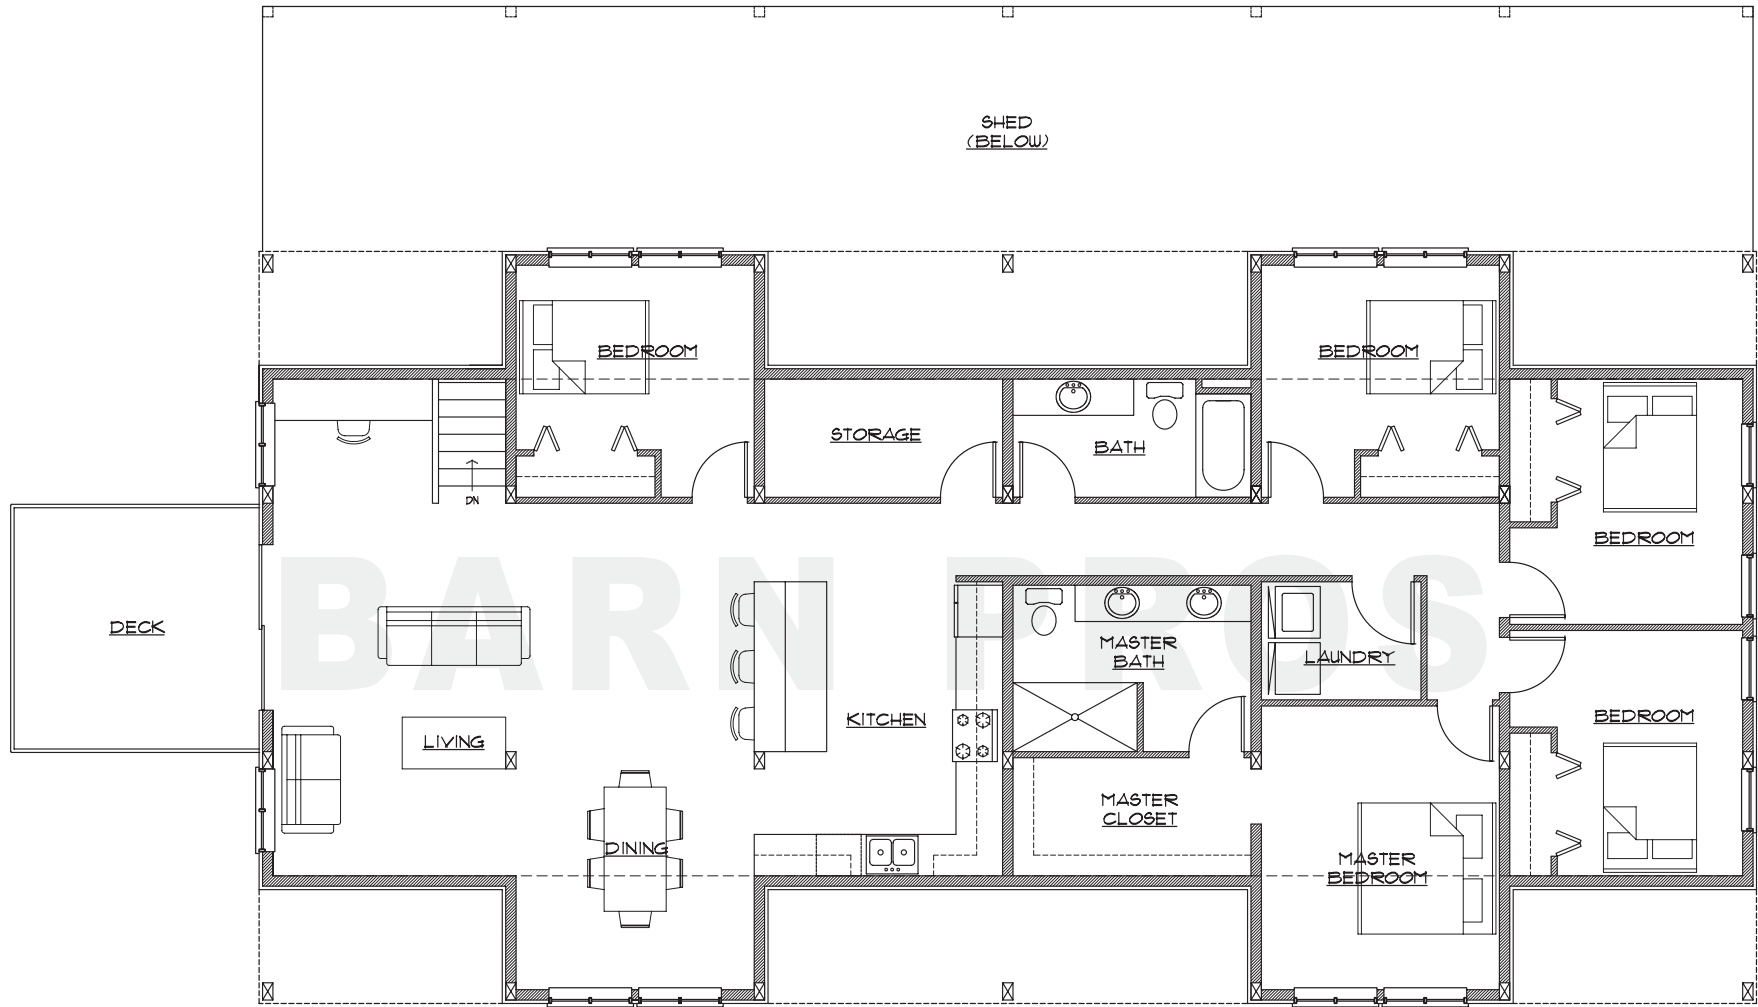 SHED
(BELOW)
BEDROOM
BEDROOM
STORAGE
BATH
DN
BEDROOM
BARN PROS
DECK
MASTER
BATH
LAUNDRY
KITCHEN
BEDROOM
LIVING
MASTER
CLOSET
DINING
MASTER
BEDROOM